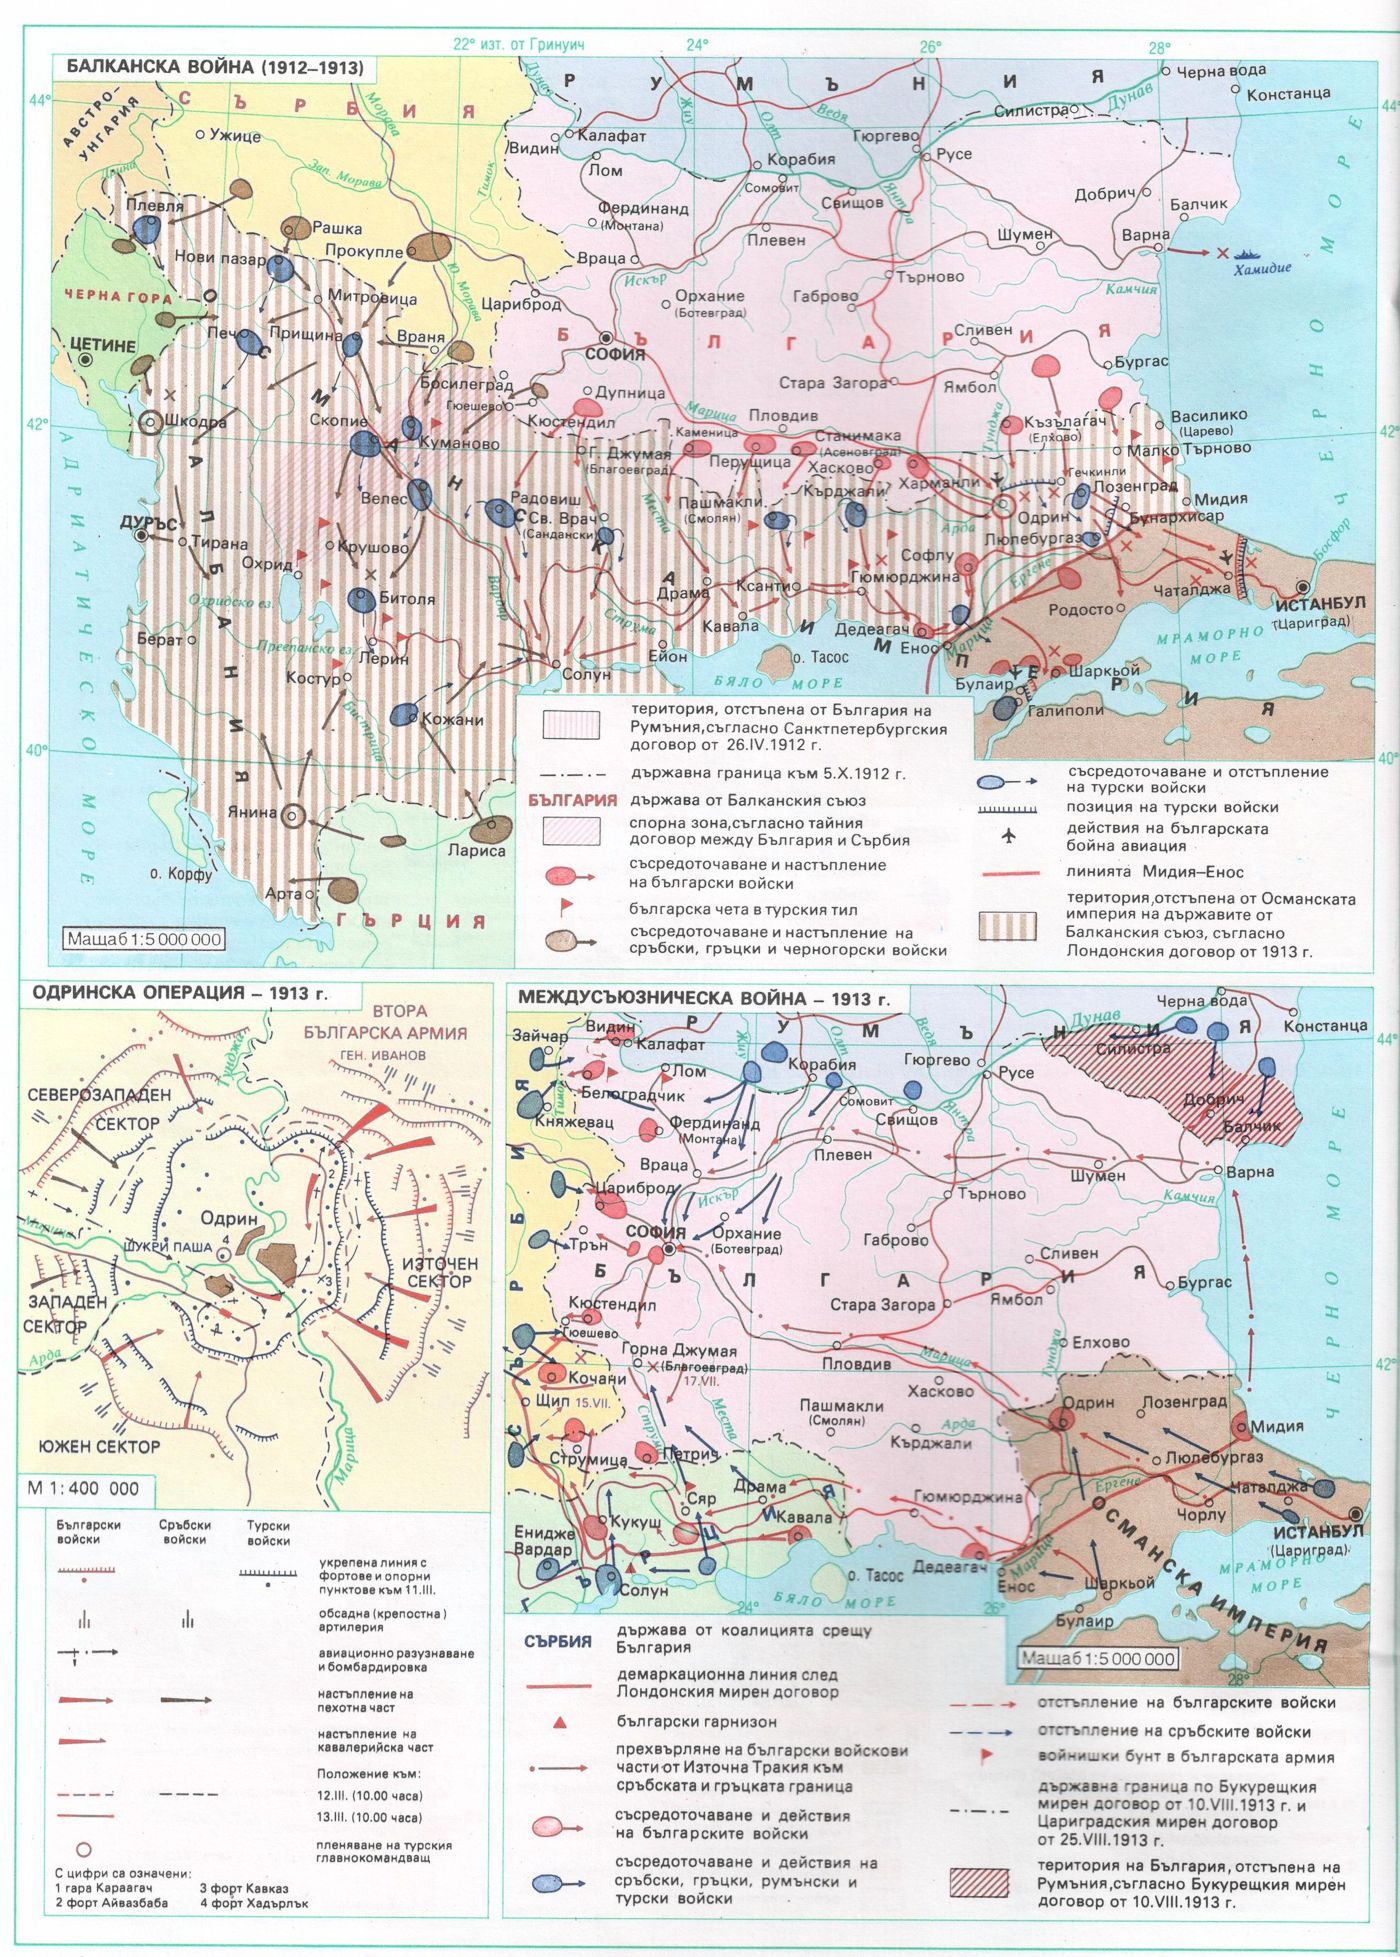 22° изт. от Гринуич
24°
26°
28°
БАЛКАНСКА ВОЙНА (1912–1913)
44°
44°
42°
42°
40°
40°
АВСТРО-
УНГАРИЯ
СЪРБИЯ
РУМЪНИЯ
БЪЛГАРИЯ
ЧЕРНА ГОРА
ГЪРЦИЯ
ОСМАНСКА ИМПЕРИЯ
АЛБАНИЯ
АДРИАТИЧЕСКО МОРЕ
ЧЕРНО МОРЕ
БЯЛО МОРЕ
МРАМОРНО
МОРЕ
Босфор
Черна вода
Констанца
Силистра
Дунав
Дунав
Ужице
Морава
Зап. Морава
Тимок
Дрина
Калафат
Видин
Лом
Жиу
Олт
Ведя
Гюргево
Русе
Корабия
Сомовит
Свищов
Янтра
Добрич
Балчик
Плевля
Рашка
Прокупле
Нови пазар
Митровица
Ю. Морава
Фердинанд
(Монтана)
Враца
Искър
Плевен
Шумен
Варна
Хамидие
Камчия
Цариброд
Орхание
(Ботевград)
Габрово
Търново
Печ
Прищина
Враня
ЦЕТИНЕ
СОФИЯ
Сливен
Бургас
Босилеград
Гюешево
Дупница
Кюстендил
Стара Загора
Ямбол
Марица
Пловдив
Тунджа
Шкодра
Скопие
Куманово
Г. Джумая
(Благоевград)
Каменица
Перущица
Станимака
(Асеновград)
Хасково
Харманли
Кърджали
Къзълагач
(Елхово)
Василико
(Царево)
Малко Търново
Гечкинли
Лозенград
Мидия
Одрин
Бунархисар
Люлебургаз
Велес
Радовиш
Св. Врач
(Сандански)
Места
Пашмакли
(Смолян)
Арда
ДУРЪС
Тирана
Крушово
Охрид
Охридско ез.
Битоля
Вардар
Софлу
Гюмюрджина
Ергене
Чаталджа
ИСТАНБУЛ
(Цариград)
Родосто
Драма
Ксанти
Кавала
Струма
Дедеагач
Енос
Марица
Берат
Преспанско ез.
Лерин
Костур
Солун
Ейон
о. Тасос
Булаир
Шаркьой
Галиполи
Кожани
Бистрица
Янина
Лариса
о. Корфу
Арта
Мащаб 1:5 000 000
територия, отстъпена от България на
Румъния, съгласно Санктпетербургския
договор от 26.IV.1912 г.
държавна граница към 5.X.1912 г.
БЪЛГАРИЯ държава от Балканския съюз
спорна зона, съгласно тайния
договор между България и Сърбия
съсредоточаване и настъпление
на български войски
българска чета в турския тил
съсредоточаване и настъпление на
сръбски, гръцки и черногорски войски
съсредоточаване и отстъпление
на турски войски
позиция на турски войски
действия на българската
бойна авиация
линията Мидия–Енос
територия, отстъпена от Османската
империя на държавите от
Балканския съюз, съгласно
Лондонския договор от 1913 г.
ОДРИНСКА ОПЕРАЦИЯ – 1913 г.
ВТОРА
БЪЛГАРСКА АРМИЯ
ГЕН. ИВАНОВ
Тунджа
СЕВЕРОЗАПАДЕН
СЕКТОР
Марица
Одрин
ШУКРИ ПАША
4
2
3
1
ИЗТОЧЕН
СЕКТОР
ЗАПАДЕН
СЕКТОР
Арда
ЮЖЕН СЕКТОР
Марица
М 1: 400 000
Български
войски
Сръбски
войски
Турски
войски
укрепена линия с
фортове и опорни
пунктове към 11.III.
обсадна (крепостна)
артилерия
авиационно разузнаване
и бомбардировка
настъпление на
пехотна част
настъпление на
кавалерийска част
Положение към:
12.III. (10.00 часа)
13.III. (10.00 часа)
пленяване на турския
главнокомандващ
С цифри са означени:
1 гара Караагач
2 форт Айвазбаба
3 форт Кавказ
4 форт Хадърлък
МЕЖДУСЪЮЗНИЧЕСКА ВОЙНА – 1913 г.
РУМЪНИЯ
СЪРБИЯ
БЪЛГАРИЯ
ГЪРЦИЯ
ОСМАНСКА ИМПЕРИЯ
ЧЕРНО МОРЕ
Черна вода
Констанца
Дунав
44°
Силистра
Зайчар
Видин
Калафат
Жиу
Олт
Ведя
Корабия
Гюргево
Русе
Лом
Белоградчик
Тимок
Княжевац
Сомовит
Свищов
Янтра
Добрич
Балчик
Фердинанд
(Монтана)
Плевен
Шумен
Варна
Враца
Камчия
Цариброд
Искър
Търново
СОФИЯ
Трън
Орхание
(Ботевград)
Габрово
Сливен
Бургас
Кюстендил
Гюешево
Стара Загора
Ямбол
Горна Джумая
(Благоевград)
17.VII.
Пловдив
Марица
Тунджа
Елхово
42°
Кочани
Щип 15.VII.
Хасково
Пашмакли
(Смолян)
Арда
Кърджали
Одрин
Лозенград
Мидия
Люлебургаз
Струма
Места
Струмица
Петрич
Драма
Сяр
Кавала
Гюмюрджина
Ергене
Чорлу
Чаталджа
ИСТАНБУЛ
(Цариград)
Кукуш
Енидже
Вардар
Солун
Дедеагач
Марица
Енос
о. Тасос
БЯЛО МОРЕ
МРАМОРНО
МОРЕ
Шаркьой
Булаир
24°
26°
28°
Мащаб 1:5 000 000
СЪРБИЯ държава от коалицията срещу
България
демаркационна линия след
Лондонския мирен договор
български гарнизон
прехвърляне на български войскови
части от Източна Тракия към
сръбската и гръцката граница
съсредоточаване и действия
на българските войски
съсредоточаване и действия на
сръбски, гръцки, румънски и
турски войски
отстъпление на българските войски
отстъпление на сръбските войски
войнишки бунт в българската армия
държавна граница по Букурещкия
мирен договор от 10.VIII.1913 г. и
Цариградския мирен договор
от 25.VIII.1913 г.
територия на България, отстъпена на
Румъния, съгласно Букурещкия мирен
договор от 10.VIII.1913 г.